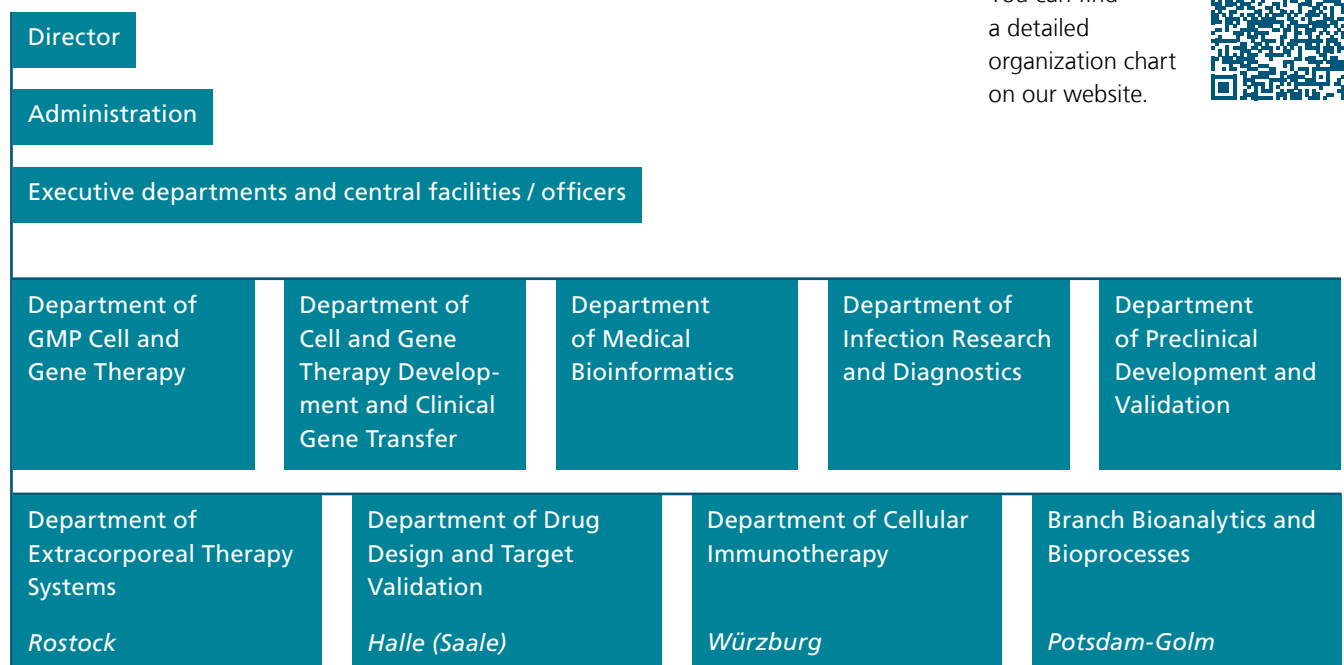 You can find
a detailed
organization chart
on our website.
Director
Administration
Executive departments and central facilities / officers
Department of
GMP Cell and
Gene Therapy
Department of
Cell and Gene
Therapy Develop-
ment and Clinical
Gene Transfer
Department
of Medical
Bioinformatics
Department of
Infection Research
and Diagnostics
Department
of Preclinical
Development and
Validation
Department of
Extracorporeal Therapy
Systems
Rostock
Department of Drug
Design and Target
Validation
Halle (Saale)
Department of Cellular
Immunotherapy
Würzburg
Branch Bioanalytics and
Bioprocesses
Potsdam-Golm